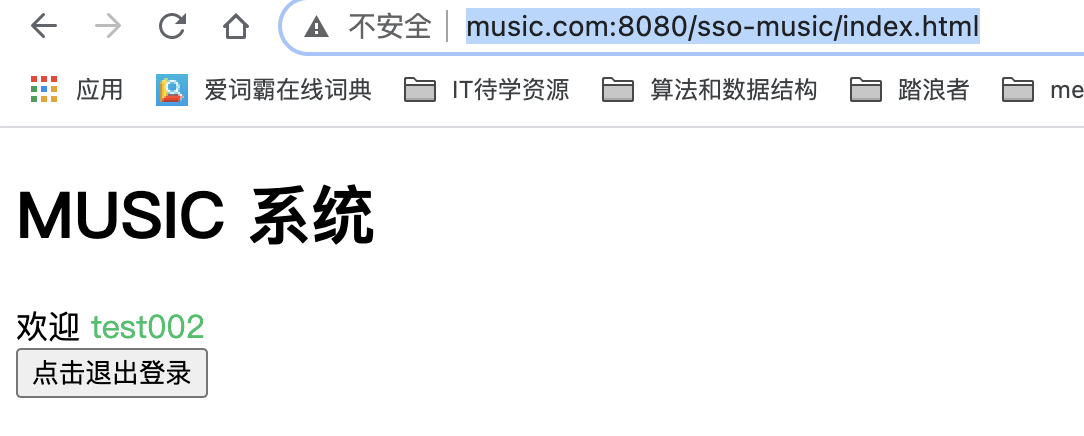 不安全 music.com:8080/sso-music/index.html
应用 爱词霸在线词典 IT待学资源 算法和数据结构 踏浪者 me
MUSIC 系统
欢迎 test002
点击退出登录